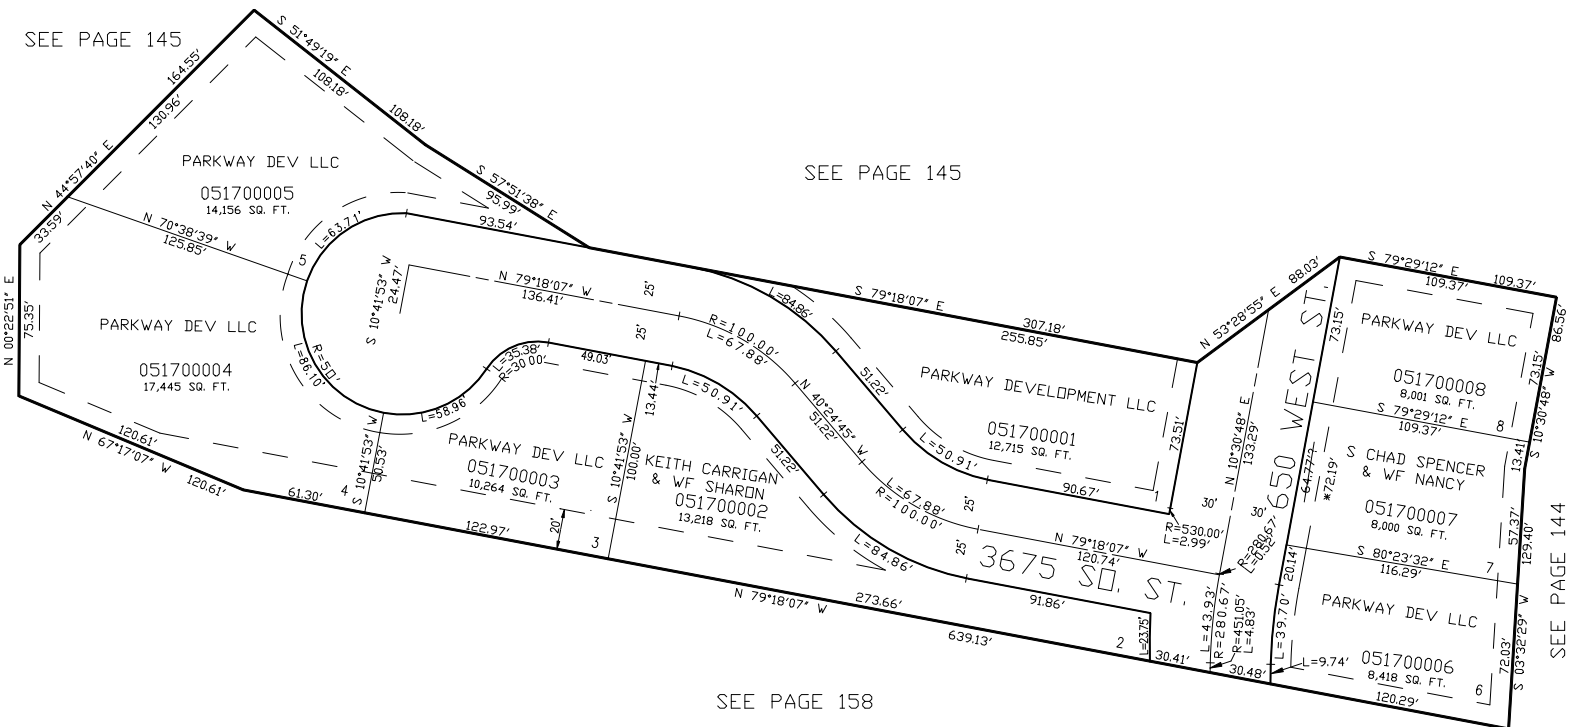 SEE PAGE 145
S 51°49'19" E
108.18'
108.18'
164.55'
130.96'
N 44°57'40" E
33.59'
PARKWAY DEV LLC
051700005
14,156 SQ. FT.
N 70°38'39" W
125.85'
5
L=63.71'
S 57°51'38" E
95.99'
93.54'
SEE PAGE 145
N 00°22'51" E
75.35'
PARKWAY DEV LLC
051700004
17,445 SQ. FT.
R=50'
L=86.10'
S 10°41'53" W
24.47'
N 79°18'07" W
136.41'
25'
25'
L=35.38'
R=30.00'
49.03'
L=58.96'
120.61'
N 67°17'07" W
120.61'
61.30'
4
S 10°41'53" W
50.53'
PARKWAY DEV LLC
051700003
10,264 SQ. FT.
122.97'
20'
3
S 10°41'53" W
100.00'
13.44'
KEITH CARRIGAN
& WF SHARON
051700002
13,218 SQ. FT.
L=50.91'
51.22'
L=84.86'
R=100.00'
L=67.88'
L=84.86'
51.22'
N 40°24'45" W
51.22'
L=50.91'
L=67.88'
R=100.00'
25'
25'
S 79°18'07" E
307.18'
255.85'
PARKWAY DEVELOPMENT LLC
051700001
12,715 SQ. FT.
73.51'
90.67'
1
R=530.00'
L=2.99'
N 79°18'07" W
120.74'
3675 SO. ST.
91.86'
L=23.75'
2
N 79°18'07" W
273.66'
639.13'
30.41'
30.48'
N 53°28'55" E
88.03'
N 10°30'48" E
133.29'
30'
30'
650 WEST ST.
R=280.67'
L=0.52'
L=43.93'
R=280.67'
R=451.05'
L=4.83'
L=39.70'
L=9.74'
20.14'
64.77'
*72.19'
73.15'
S 79°29'12" E
109.37'
109.37'
86.56'
73.15'
PARKWAY DEV LLC
051700008
8,001 SQ. FT.
S 79°29'12" E
109.37'
8
S 10°30'48" W
13.41'
S CHAD SPENCER
& WF NANCY
051700007
8,000 SQ. FT.
57.37'
129.40'
S 80°23'32" E
116.29'
7
PARKWAY DEV LLC
051700006
8,418 SQ. FT.
72.03'
S 03°32'29" W
6
120.29'
SEE PAGE 144
SEE PAGE 158